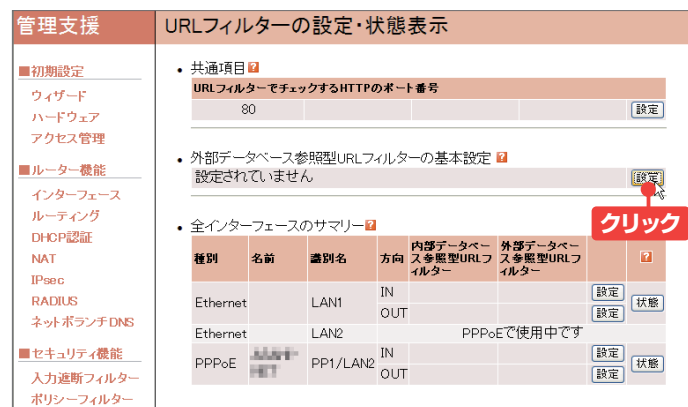 管理支援
URLフィルターの設定・状態表示
■初期設定
ウィザード
ハードウェア
アクセス管理
■ルーター機能
インターフェース
ルーティング
DHCP認証
NAT
IPsec
RADIUS
ネットボランチDNS
■セキュリティ機能
入力遮断フィルター
ポリシーフィルター
• 共通項目 ?
URLフィルターでチェックするHTTPのポート番号
80 設定
• 外部データベース参照型URLフィルターの基本設定 ?
設定されていません 設定
クリック
• 全インターフェースのサマリー ?
種別 名前 識別名 方向 内部データベース参照型URLフィルター 外部データベース参照型URLフィルター ?
Ethernet LAN1 IN 設定 状態
OUT 設定
Ethernet LAN2 PPPoEで使用中です
PPPoE PP1/LAN2 IN 設定 状態
OUT 設定